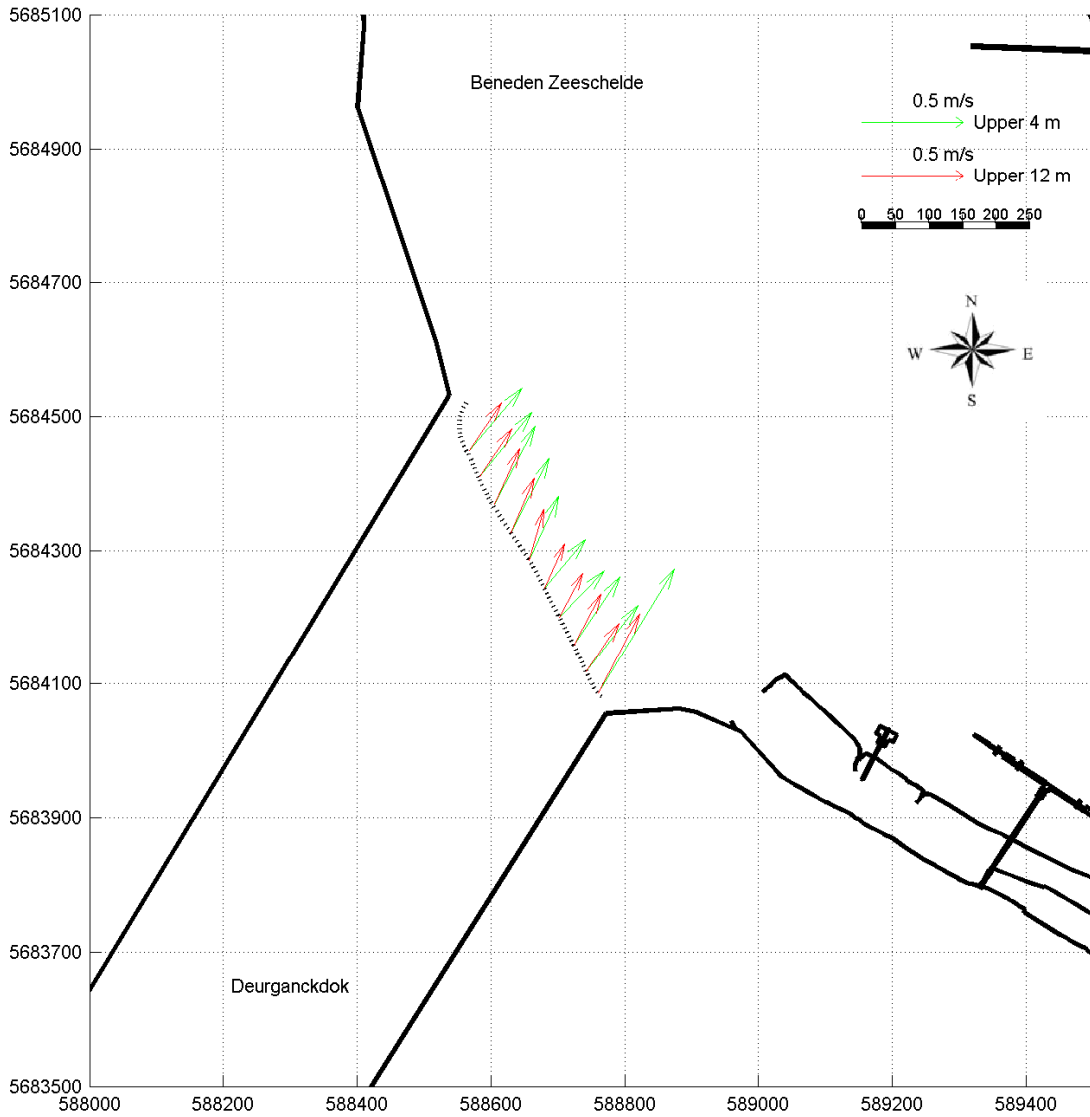 5685100
Beneden Zeeschelde
0.5 m/s
Upper 4 m
5684900
0.5 m/s
Upper 12 m
0 50 100 150 200 250
5684700
N
W E
S
5684500
5684300
5684100
5683900
5683700
Deurganckdok
5683500
588000 588200 588400 588600 588800 589000 589200 589400